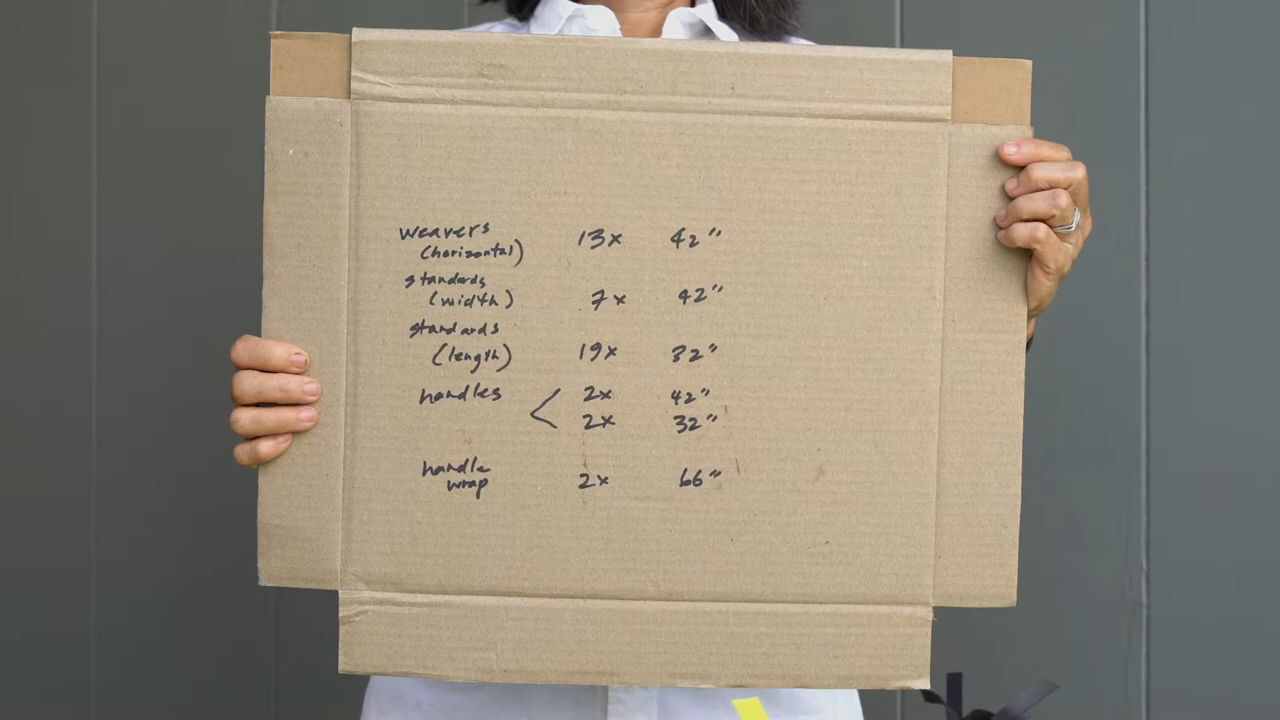 weavers 13x 42"
(horizontal)
standards
(width) 7x 42"
standards
(length) 19x 32"
handles < 2x 42"
2x 32"
handle
wrap 2x 66"